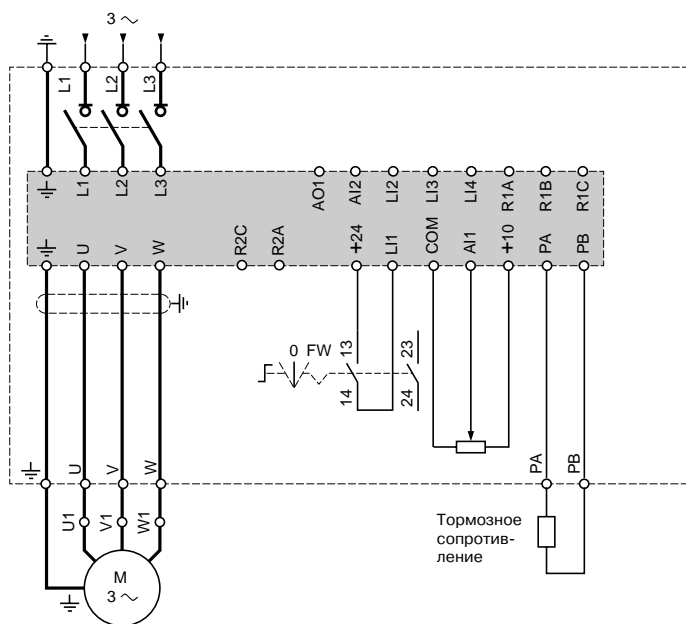 3 ~
L1 L2 L3
L1 L2 L3 AO1 AI2 LI2 LI3 LI4 R1A R1B R1C
U V W R2C R2A +24 LI1 COM AI1 +10 PA PB
0 FW 13 23
14 24
U V W PA PB
U1 V1 W1
Тормозное
сопротив-
ление
M
3 ~